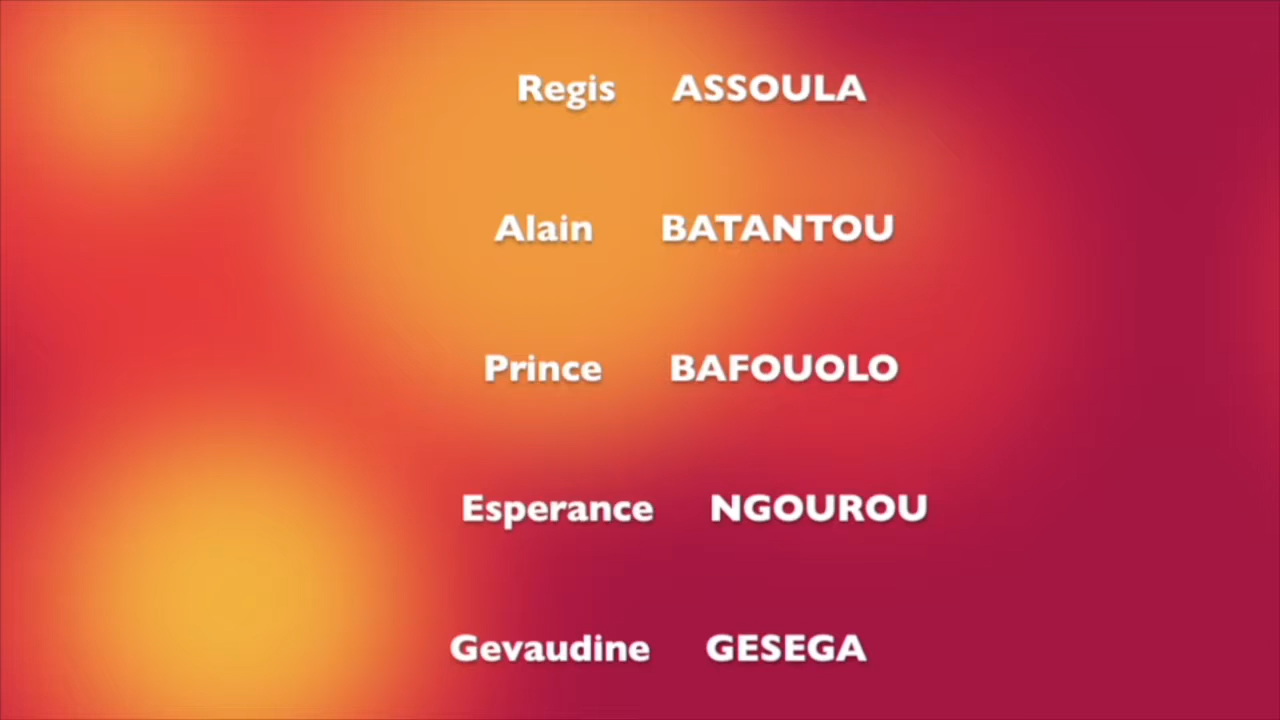 Regis ASSOULA
Alain BATANTOU
Prince BAFOUOLO
Esperance NGOUROU
Gevaudine GESEGA